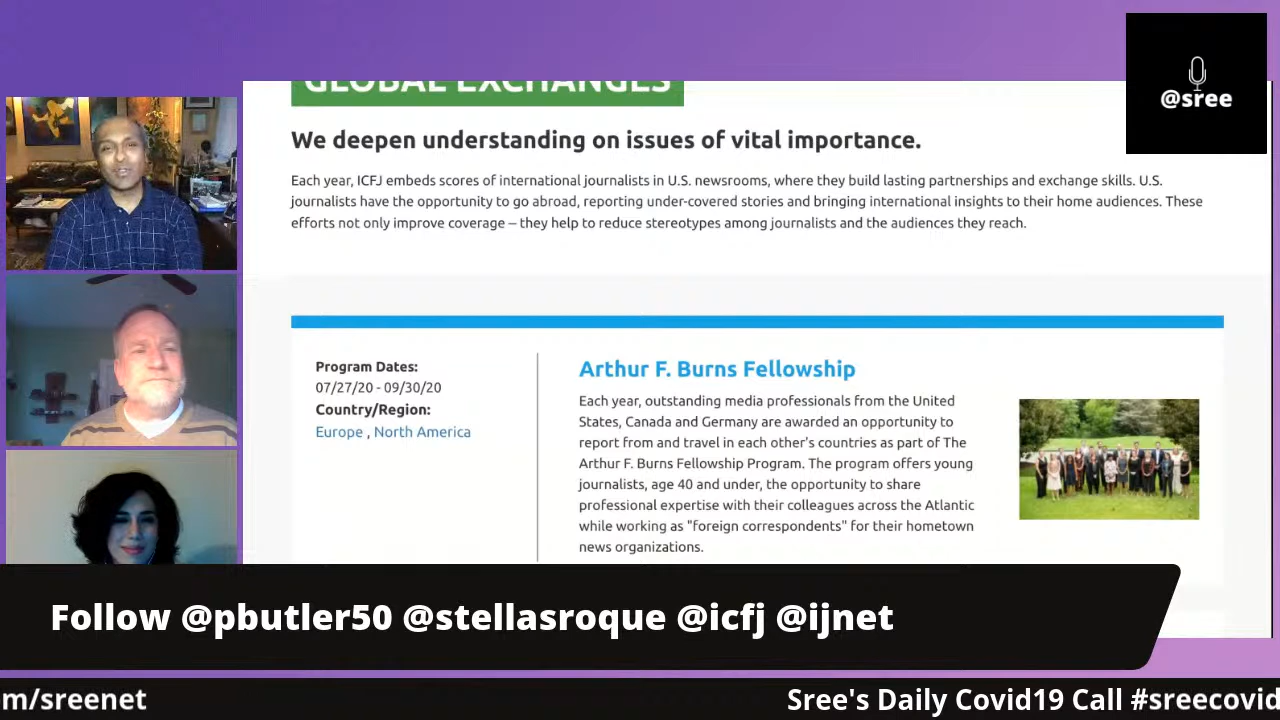 GLOBAL EXCHANGES
@sree
We deepen understanding on issues of vital importance.
Each year, ICFJ embeds scores of international journalists in U.S. newsrooms, where they build lasting partnerships and exchange skills. U.S.
journalists have the opportunity to go abroad, reporting under-covered stories and bringing international insights to their home audiences. These
efforts not only improve coverage – they help to reduce stereotypes among journalists and the audiences they reach.
Program Dates:
07/27/20 - 09/30/20
Country/Region:
Europe , North America
Arthur F. Burns Fellowship
Each year, outstanding media professionals from the United
States, Canada and Germany are awarded an opportunity to
report from and travel in each other's countries as part of The
Arthur F. Burns Fellowship Program. The program offers young
journalists, age 40 and under, the opportunity to share
professional expertise with their colleagues across the Atlantic
while working as "foreign correspondents" for their hometown
news organizations.
Follow @pbutler50 @stellasroque @icfj @ijnet
m/sreenet
Sree's Daily Covid19 Call #sreecovid